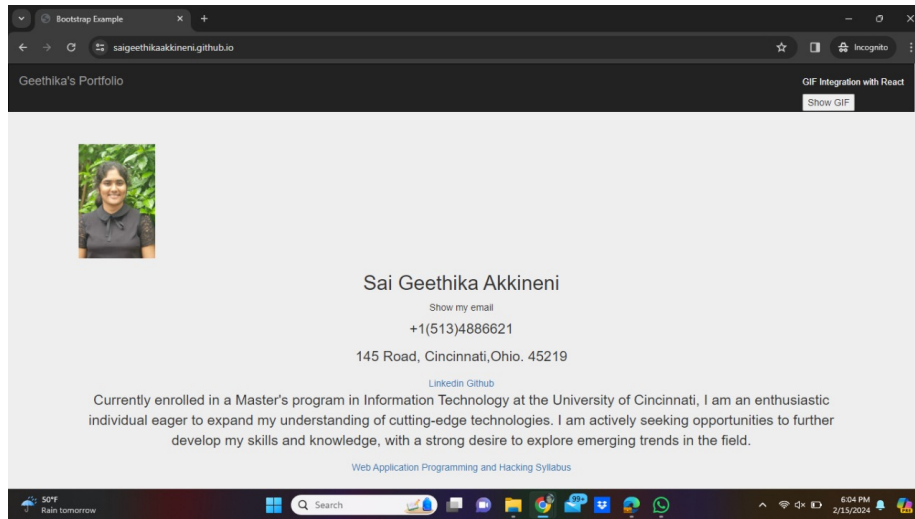 Bootstrap Example
saigeethikaakkineni.github.io
Incognito
Geethika's Portfolio
GIF Integration with React
Show GIF
Sai Geethika Akkineni
Show my email
+1(513)4886621
145 Road, Cincinnati,Ohio. 45219
Linkedin Github
Currently enrolled in a Master's program in Information Technology at the University of Cincinnati, I am an enthusiastic
individual eager to expand my understanding of cutting-edge technologies. I am actively seeking opportunities to further
develop my skills and knowledge, with a strong desire to explore emerging trends in the field.
Web Application Programming and Hacking Syllabus
50°F
Rain tomorrow
Search
99+
6:04 PM
2/15/2024